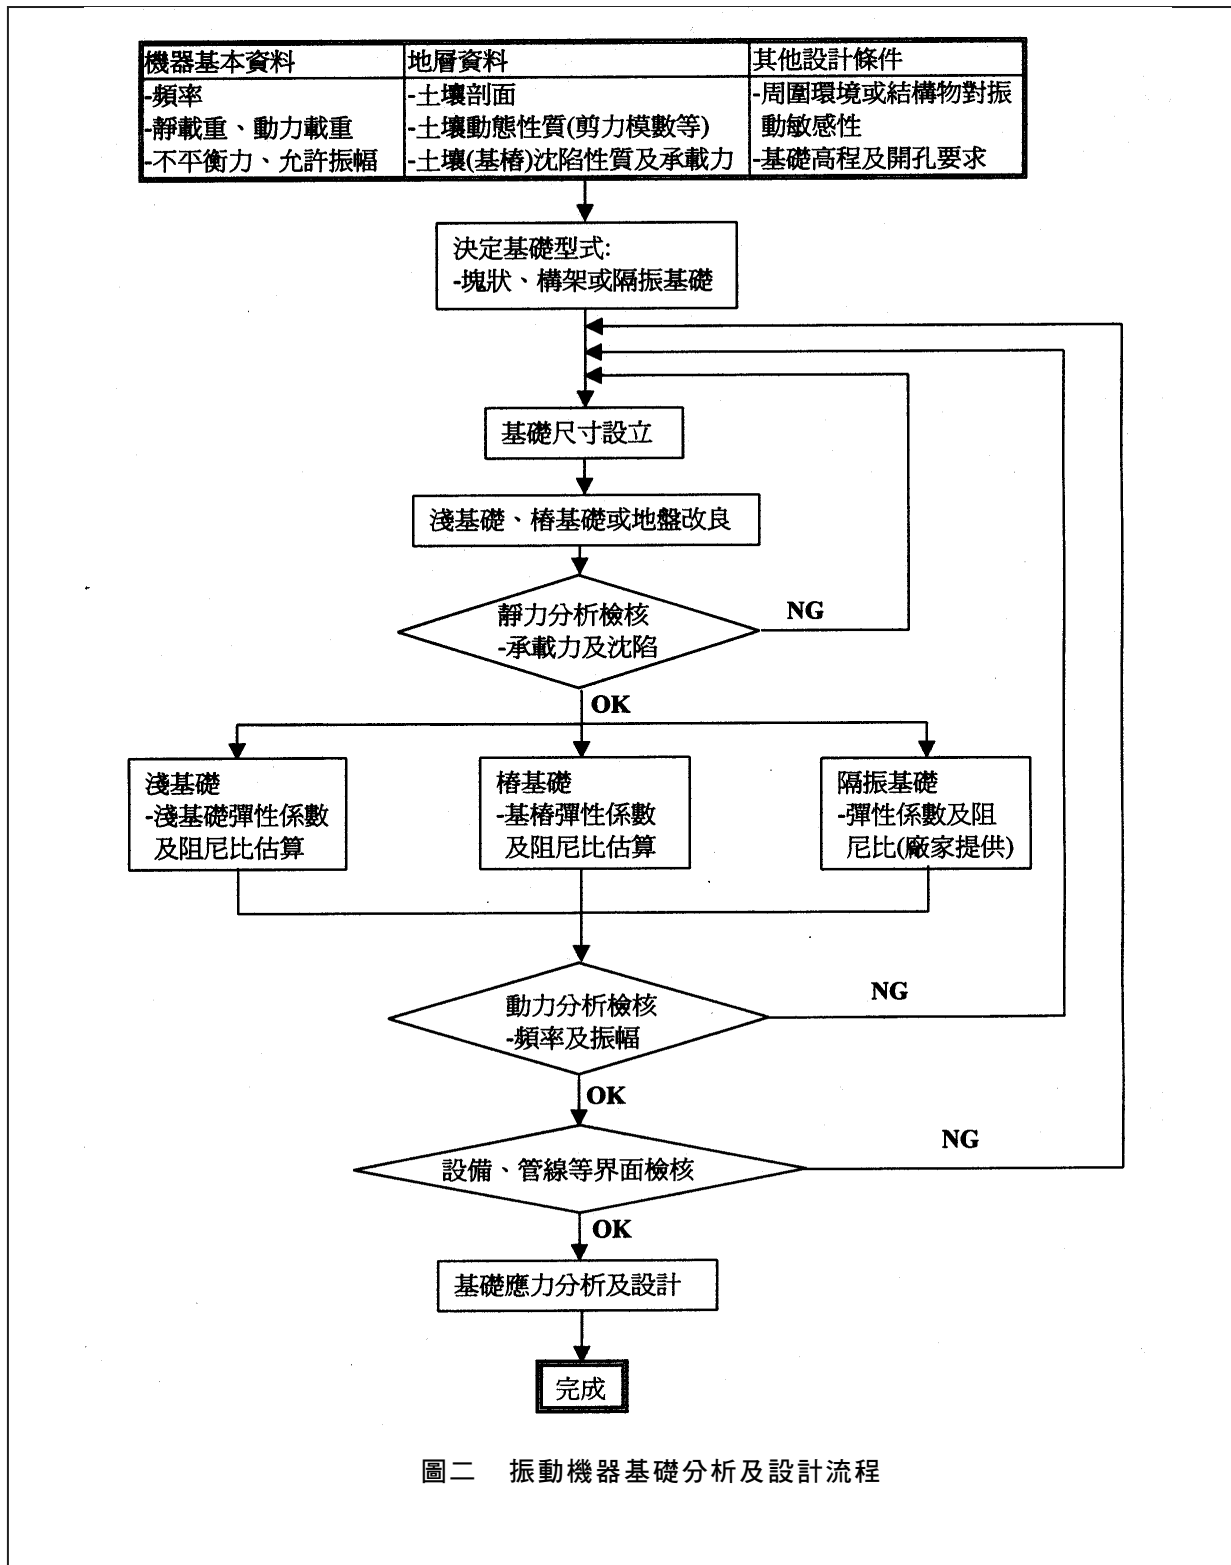 機器基本資料
-頻率
-靜載重、動力載重
-不平衡力、允許振幅
地層資料
-土壤剖面
-土壤動態性質(剪力模數等)
-土壤(基樁)沈陷性質及承載力
其他設計條件
-周圍環境或結構物對振
動敏感性
-基礎高程及開孔要求
決定基礎型式:
-塊狀、構架或隔振基礎
基礎尺寸設立
淺基礎、樁基礎或地盤改良
靜力分析檢核
-承載力及沈陷
NG
OK
淺基礎
-淺基礎彈性係數
及阻尼比估算
樁基礎
-基樁彈性係數
及阻尼比估算
隔振基礎
-彈性係數及阻
尼比(廠家提供)
動力分析檢核
-頻率及振幅
NG
OK
設備、管線等界面檢核
NG
OK
基礎應力分析及設計
完成
圖二 振動機器基礎分析及設計流程